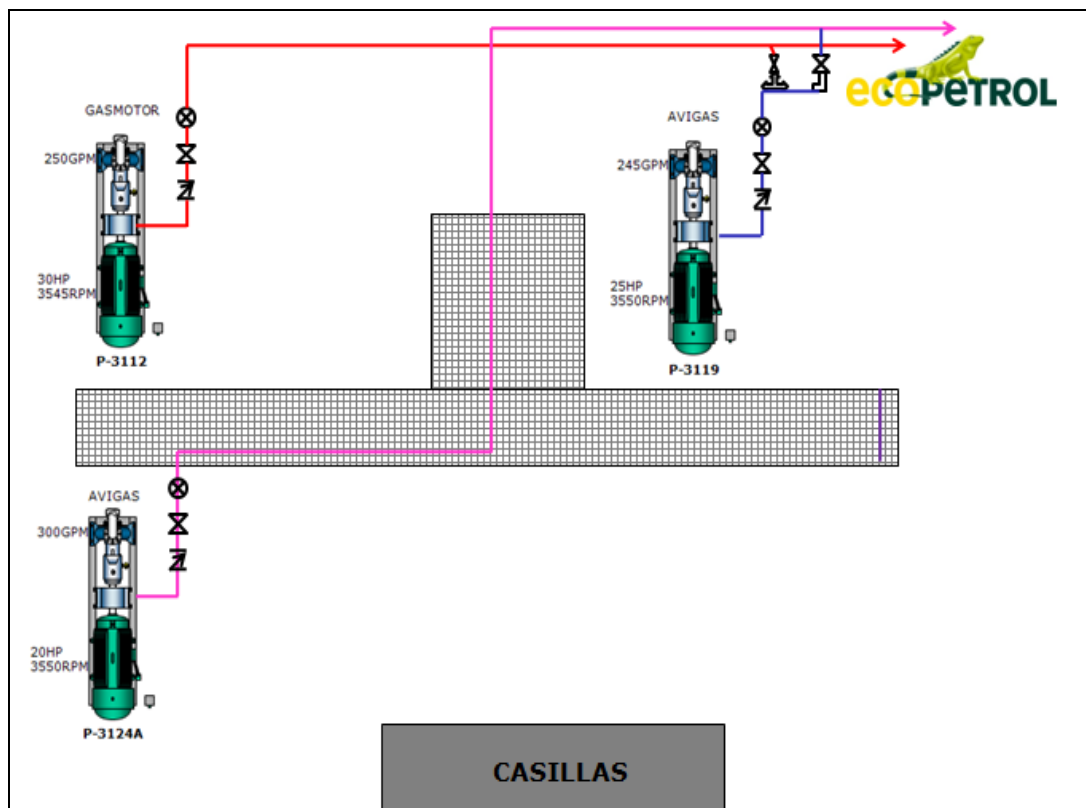 GASMOTOR
250GPM
30HP
3545RPM
P-3112
AVIGAS
245GPM
25HP
3550RPM
P-3119
ecopetrol
AVIGAS
300GPM
20HP
3550RPM
P-3124A
CASILLAS